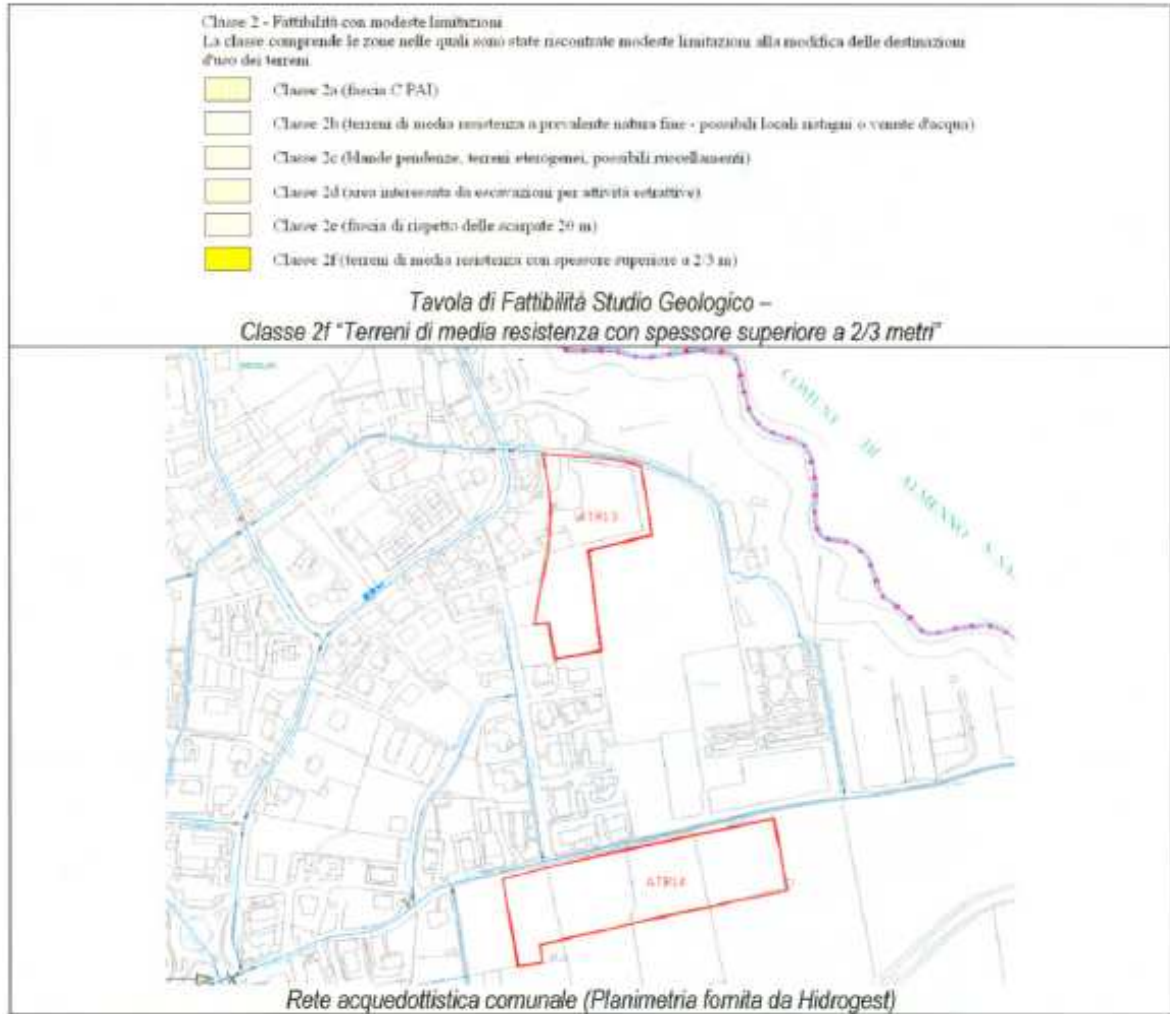 Classe 2 - Fattibilità con modeste limitazioni
La classe comprende le zone nelle quali sono state riscontrate modeste limitazioni alla modifica delle destinazioni
d'uso dei terreni
Classe 2a (fascia C PAI)
Classe 2b (terreni di media resistenza a prevalente natura fine - possibili locali ristagni o venute d'acqua)
Classe 2c (blande pendenze, terreni eterogenei, possibili ruscellamenti)
Classe 2d (area interessata da escavazioni per attività estrattive)
Classe 2e (fascia di rispetto delle scarpate 20 m)
Classe 2f (terreni di media resistenza con spessore superiore a 2/3 m)
Tavola di Fattibilità Studio Geologico –
Classe 2f "Terreni di media resistenza con spessore superiore a 2/3 metri"
COMUNE DI ALMENNO
ATR13
ATR14
Rete acquedottistica comunale (Planimetria fornita da Hidrogest)